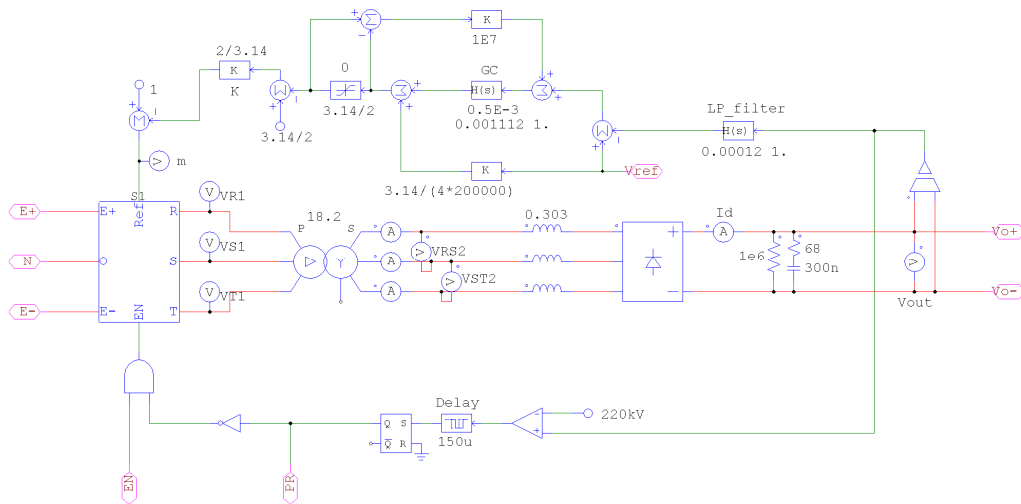 K
1E7
2/3.14
K
K
0
3.14/2
GC
H(s)
0.5E-3
0.001112 1.
1
3.14/2
LP_filter
H(s)
0.00012 1.
K
3.14/(4*200000)
Vref
V m
S1
Ref
E+ E+ R V VR1
N S V VS1
E- E- T V VT1
EN
18.2
P S
A
A
A
V VRS2
V VST2
0.303
Id
A
1e6
68
300n
V
Vout
Vo+
Vo-
Delay
150u
Q S
Q R
220kV
EN
PR